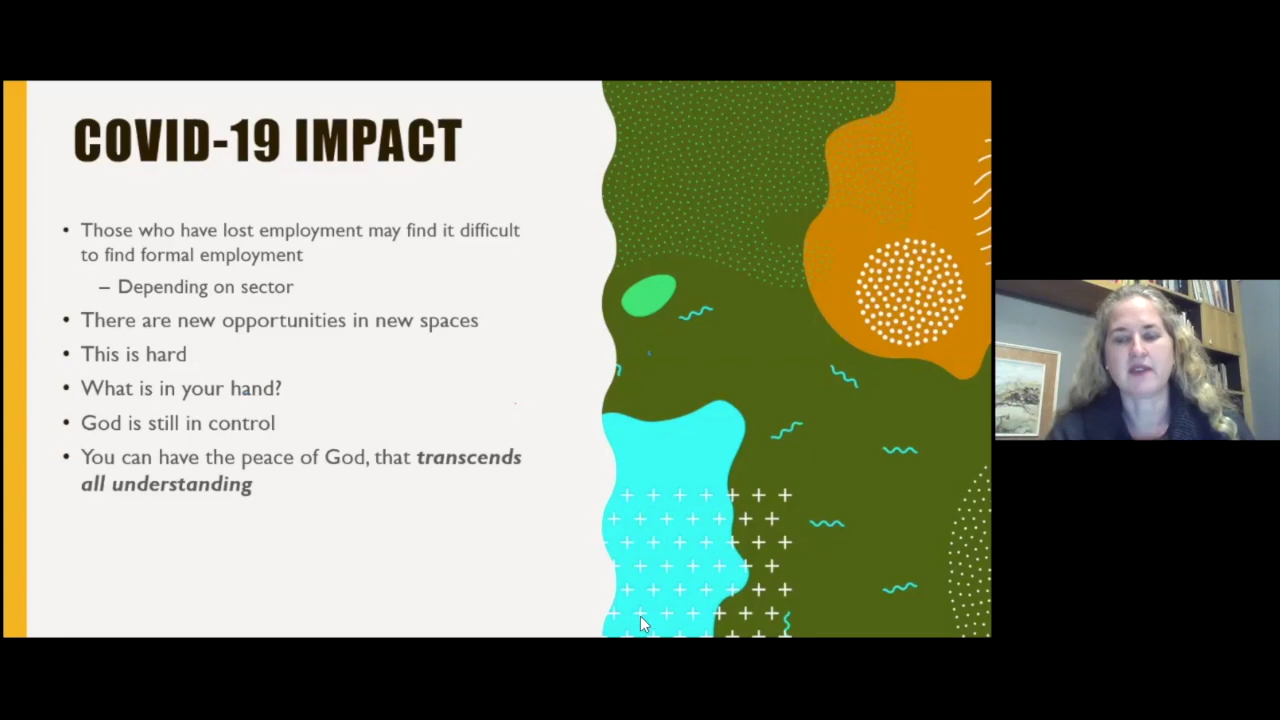 COVID-19 IMPACT
• Those who have lost employment may find it difficult
to find formal employment
– Depending on sector
• There are new opportunities in new spaces
• This is hard
• What is in your hand?
• God is still in control
• You can have the peace of God, that transcends
all understanding